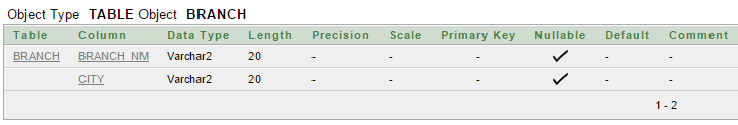 Object Type TABLE Object BRANCH
Table Column Data Type Length Precision Scale Primary Key Nullable Default Comment
BRANCH BRANCH_NM Varchar2 20 - - - ✓ - -
CITY Varchar2 20 - - - ✓ - -
1 - 2